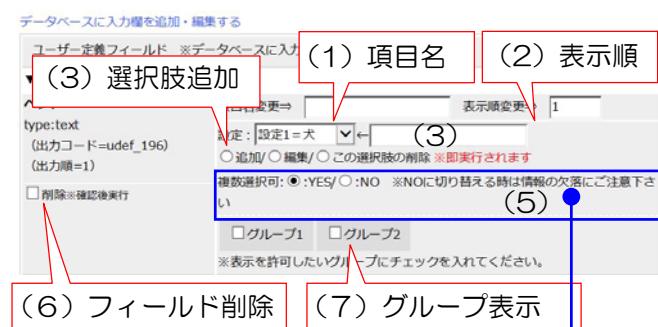 データベースに入力欄を追加・編集する
ユーザー定義フィールド ※データベースに入力
(1) 項目名
(2) 表示順
(3) 選択肢追加
変更⇒
表示順変更⇒ 1
type:text
設定1=犬
←
(3)
(出力コード=udef_196)
○追加/○編集/○この選択肢の削除 ※即実行されます
(出力順=1)
複数選択可:●:YES/○:NO ※NOに切り替える時は情報の欠落にご注意下さ
い
(5)
□削除※確認後実行
□グループ1 □グループ2
※表示を許可したいグループにチェックを入れてください。
(6) フィールド削除
(7) グループ表示